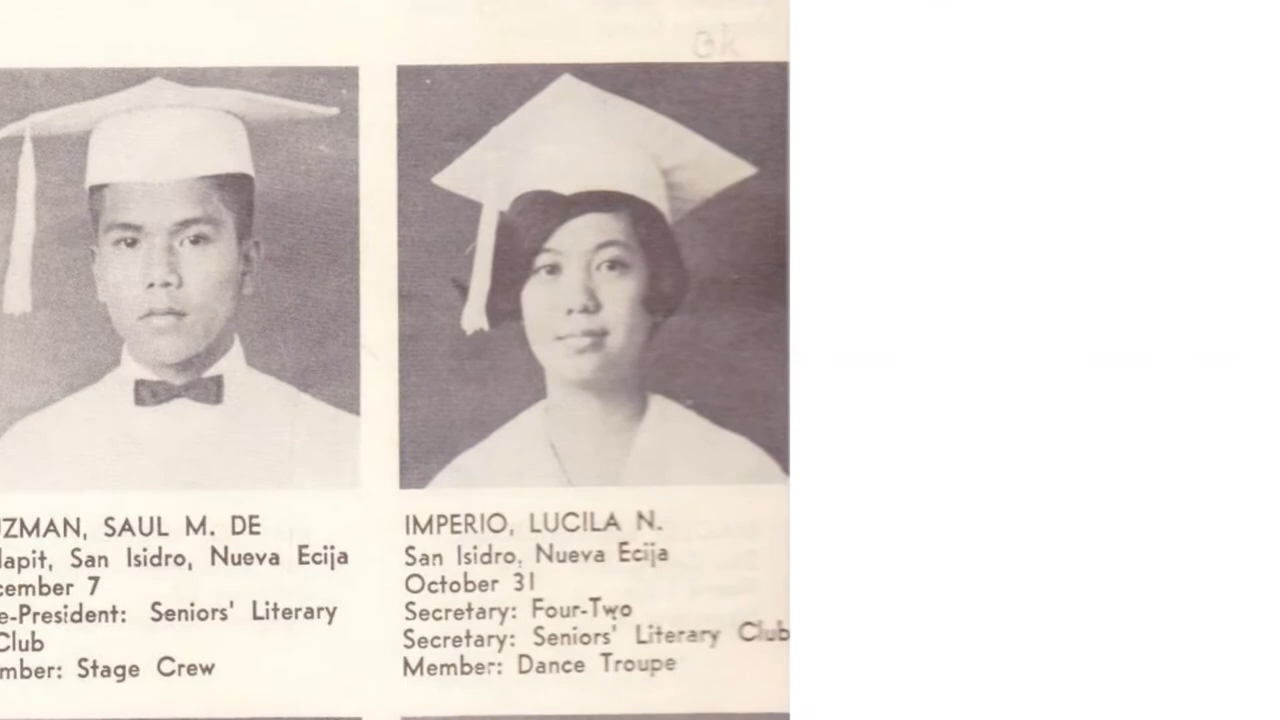 Ok
UZMAN, SAUL M. DE
lapit, San Isidro, Nueva Ecija
cember 7
e-President: Seniors' Literary
Club
mber: Stage Crew
IMPERIO, LUCILA N.
San Isidro, Nueva Ecija
October 31
Secretary: Four-Two
Secretary: Seniors' Literary Club
Member: Dance Troupe